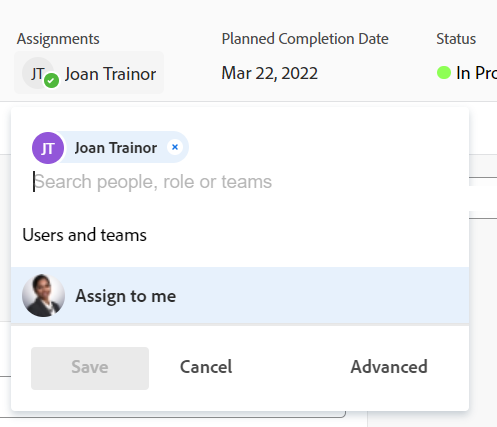 Assignments Planned Completion Date Status
JT Joan Trainor Mar 22, 2022 In Pro
JT Joan Trainor ×
Search people, role or teams
Users and teams
Assign to me
Save Cancel Advanced